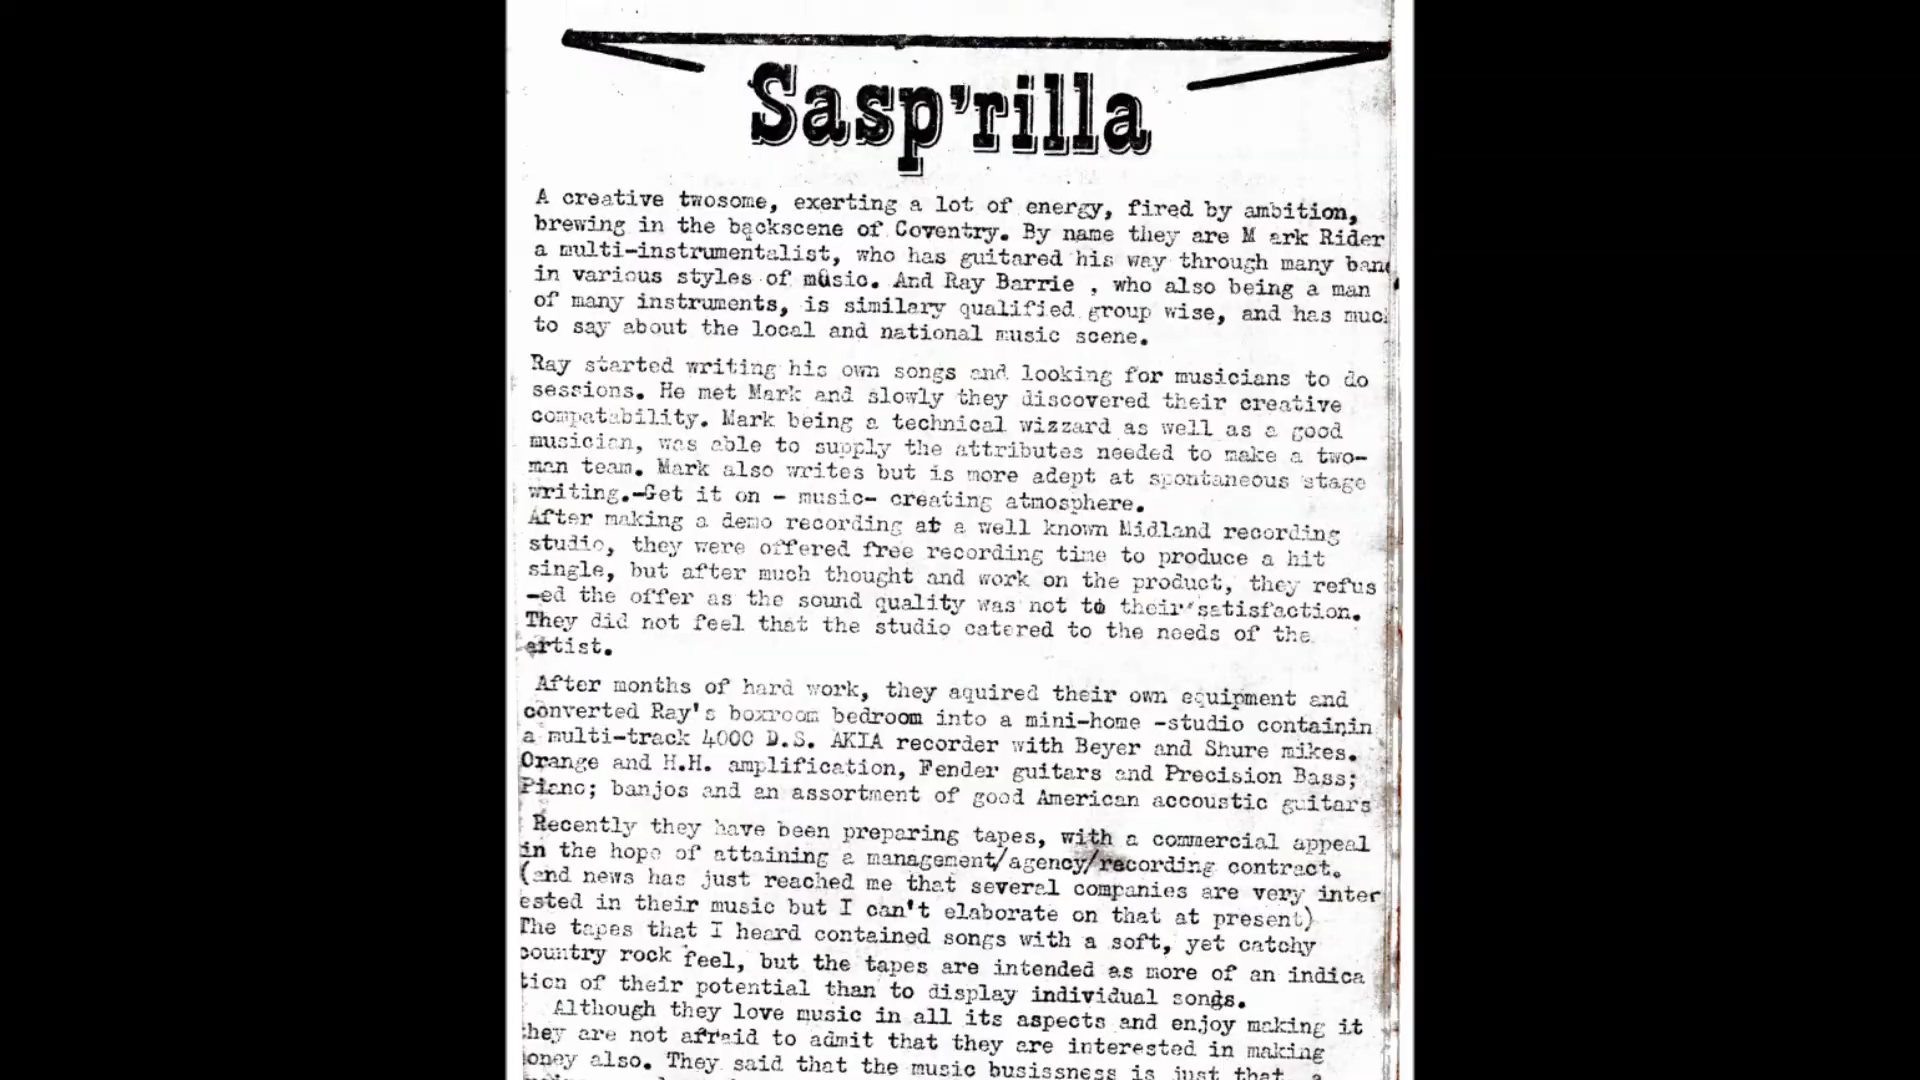 Sasp'rilla
A creative twosome, exerting a lot of energy, fired by ambition,
brewing in the backscene of Coventry. By name they are M ark Rider
a multi-instrumentalist, who has guitared his way through many band
in various styles of music. And Ray Barrie , who also being a man
of many instruments, is similary qualified group wise, and has muc
to say about the local and national music scene.
Ray started writing his own songs and looking for musicians to do
sessions. He met Mark and slowly they discovered their creative
compatability. Mark being a technical wizzard as well as a good
musician, was able to supply the attributes needed to make a two-
man team. Mark also writes but is more adept at spontaneous stage
writing.-Get it on - music- creating atmosphere.
After making a demo recording at a well known Midland recording
studio, they were offered free recording time to produce a hit
single, but after much thought and work on the product, they refus
-ed the offer as the sound quality was not to their satisfaction.
They did not feel that the studio catered to the needs of the
artist.
After months of hard work, they aquired their own equipment and
converted Ray's boxroom bedroom into a mini-home -studio containin
a multi-track 4000 D.S. AKIA recorder with Beyer and Shure mikes.
Orange and H.H. amplification, Fender guitars and Precision Bass;
Piano; banjos and an assortment of good American accoustic guitars
Recently they have been preparing tapes, with a commercial appeal
in the hope of attaining a management/agency/recording contract.
(and news has just reached me that several companies are very inter
ested in their music but I can't elaborate on that at present)
The tapes that I heard contained songs with a soft, yet catchy
country rock feel, but the tapes are intended as more of an indica
tion of their potential than to display individual songs.
Although they love music in all its aspects and enjoy making it
they are not afraid to admit that they are interested in making
oney also. They said that the music busissness is just that, a